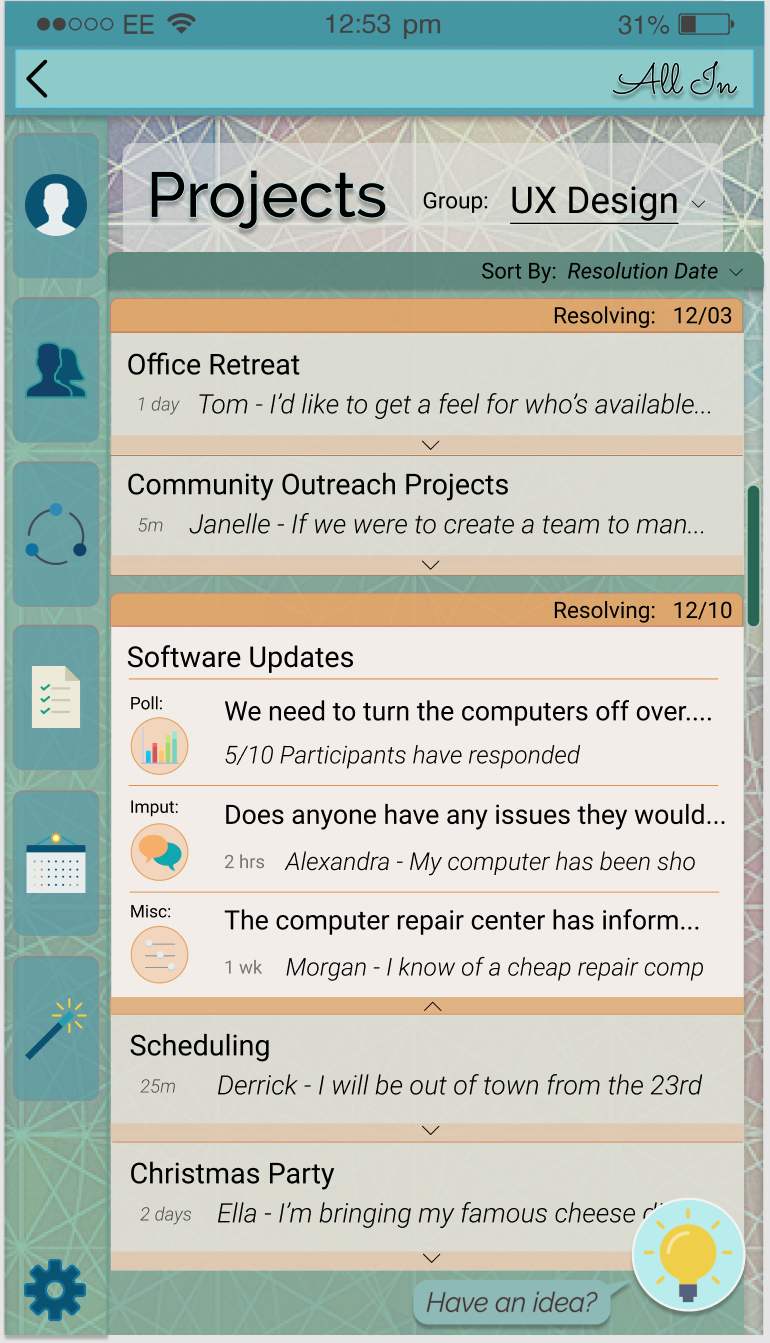 EE 12:53 pm 31%
All In
Projects Group: UX Design
Sort By: Resolution Date
Resolving: 12/03
Office Retreat
1 day Tom - I'd like to get a feel for who's available...
Community Outreach Projects
5m Janelle - If we were to create a team to man...
Resolving: 12/10
Software Updates
Poll: We need to turn the computers off over....
5/10 Participants have responded
Imput: Does anyone have any issues they would...
2 hrs Alexandra - My computer has been sho
Misc: The computer repair center has inform...
1 wk Morgan - I know of a cheap repair comp
Scheduling
25m Derrick - I will be out of town from the 23rd
Christmas Party
2 days Ella - I'm bringing my famous cheese
Have an idea?